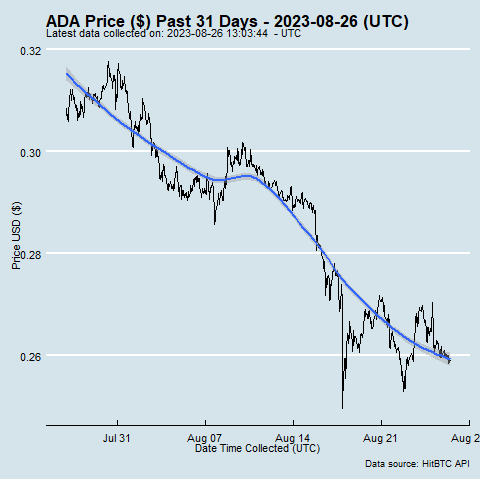 ADA Price ($) Past 31 Days - 2023-08-26 (UTC)
Latest data collected on: 2023-08-26 13:03:44  - UTC
0.32
0.30
0.28
0.26
Price USD ($)
Jul 31
Aug 07
Aug 14
Aug 21
Aug 2
Date Time Collected (UTC)
Data source: HitBTC API